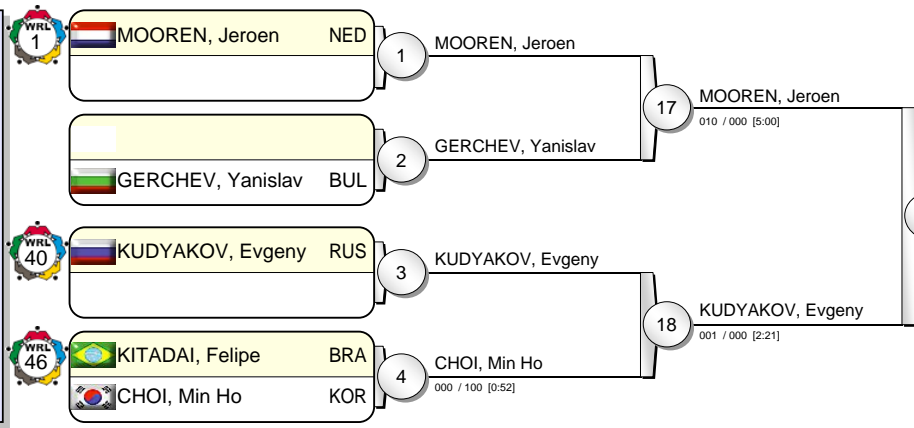 WRL
1
MOOREN, Jeroen NED
1
MOOREN, Jeroen
17
MOOREN, Jeroen
010 / 000 [5:00]
2
GERCHEV, Yanislav
GERCHEV, Yanislav BUL
WRL
40
KUDYAKOV, Evgeny RUS
3
KUDYAKOV, Evgeny
18
KUDYAKOV, Evgeny
001 / 000 [2:21]
WRL
46
KITADAI, Felipe BRA
4
CHOI, Min Ho
000 / 100 [0:52]
CHOI, Min Ho KOR